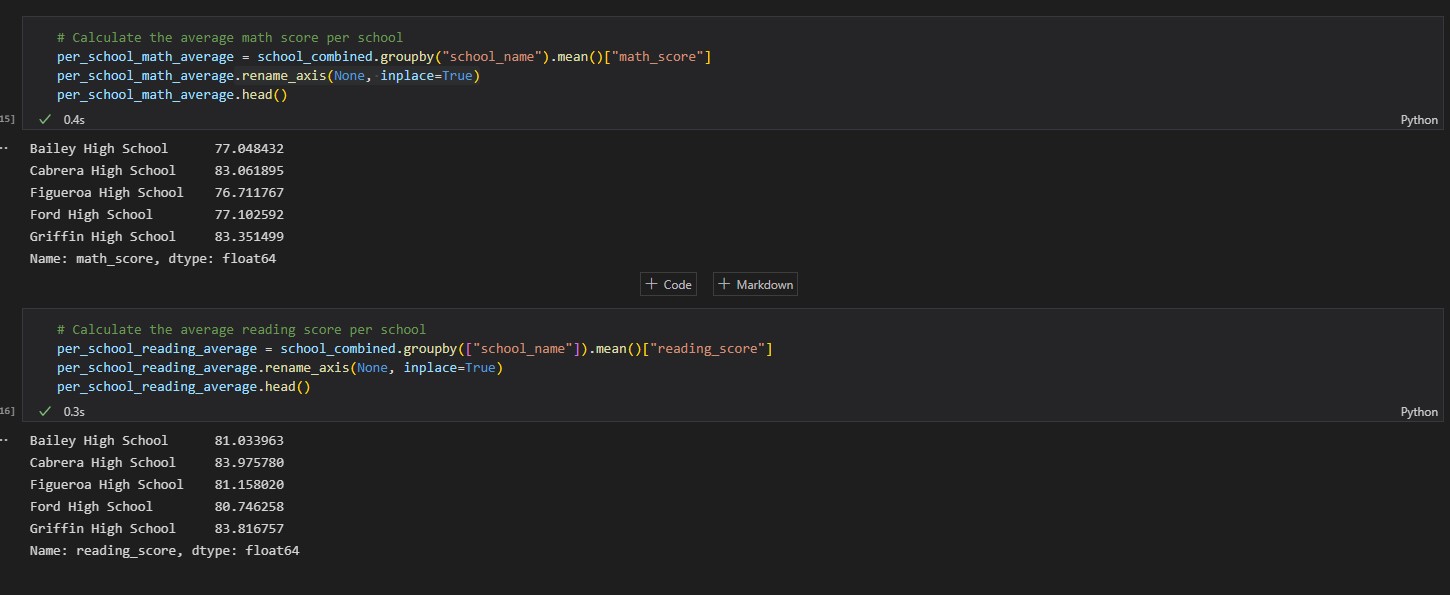 # Calculate the average math score per school
per_school_math_average = school_combined.groupby("school_name").mean()["math_score"]
per_school_math_average.rename_axis(None, inplace=True)
per_school_math_average.head()
15]
0.4s
Python
Bailey High School 77.048432
Cabrera High School 83.061895
Figueroa High School 76.711767
Ford High School 77.102592
Griffin High School 83.351499
Name: math_score, dtype: float64
+ Code + Markdown
# Calculate the average reading score per school
per_school_reading_average = school_combined.groupby(["school_name"]).mean()["reading_score"]
per_school_reading_average.rename_axis(None, inplace=True)
per_school_reading_average.head()
16]
0.3s
Python
Bailey High School 81.033963
Cabrera High School 83.975780
Figueroa High School 81.158020
Ford High School 80.746258
Griffin High School 83.816757
Name: reading_score, dtype: float64